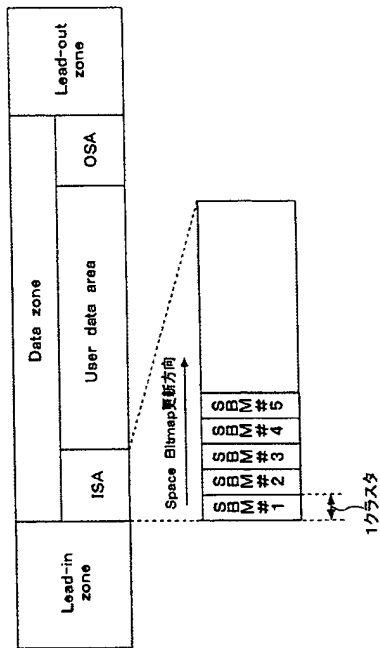 Lead-in
zone
Data zone
ISA
User data area
OSA
Lead-out
zone
Space Bitmap更新方向
SBM#1
SBM#2
SBM#3
SBM#4
SBM#5
1クラスタ